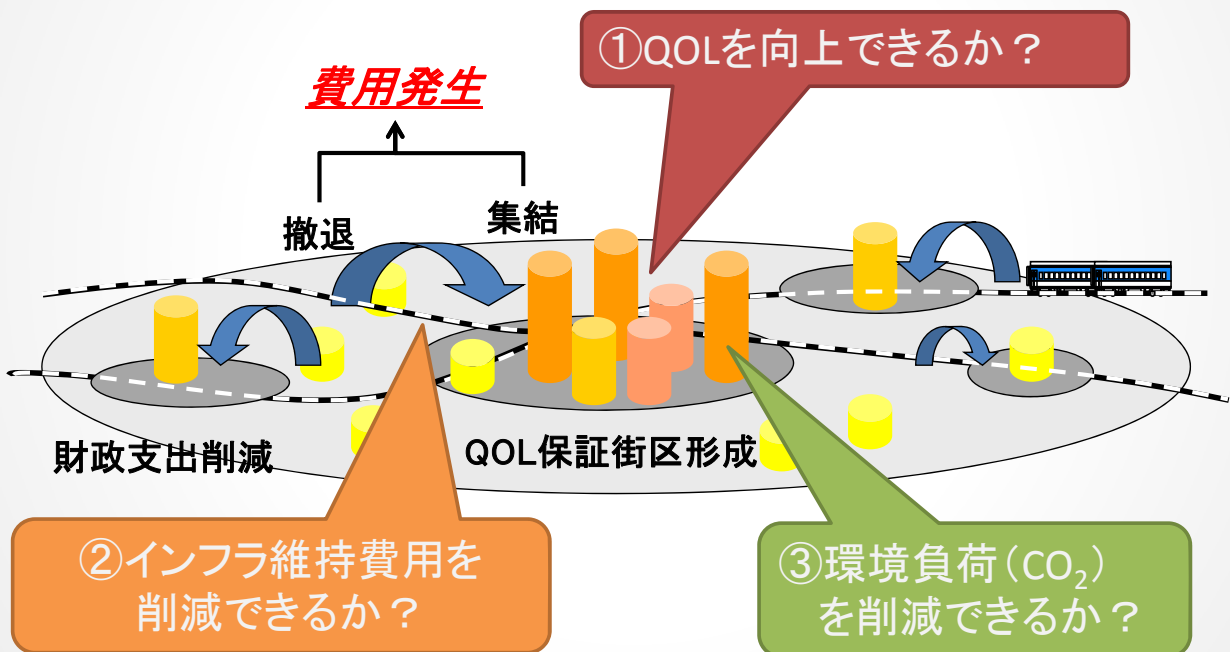 ①QOLを向上できるか？
費用発生
撤退
集結
財政支出削減
QOL保証街区形成
②インフラ維持費用を
削減できるか？
③環境負荷（CO₂）
を削減できるか？